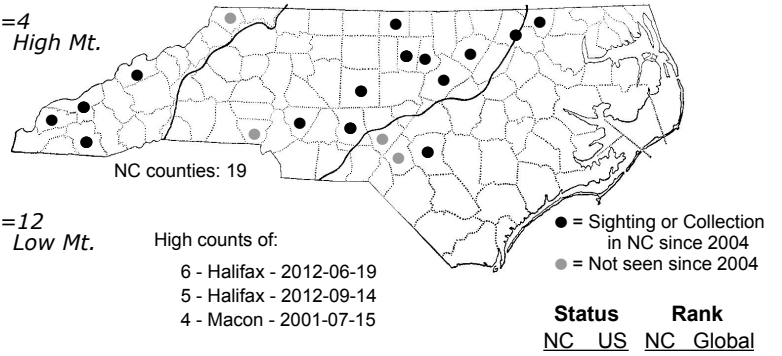 =4
High Mt.
NC counties: 19
=12
Low Mt.
High counts of:
6 - Halifax - 2012-06-19
5 - Halifax - 2012-09-14
4 - Macon - 2001-07-15
= Sighting or Collection
in NC since 2004
= Not seen since 2004
Status Rank
NC US NC Global